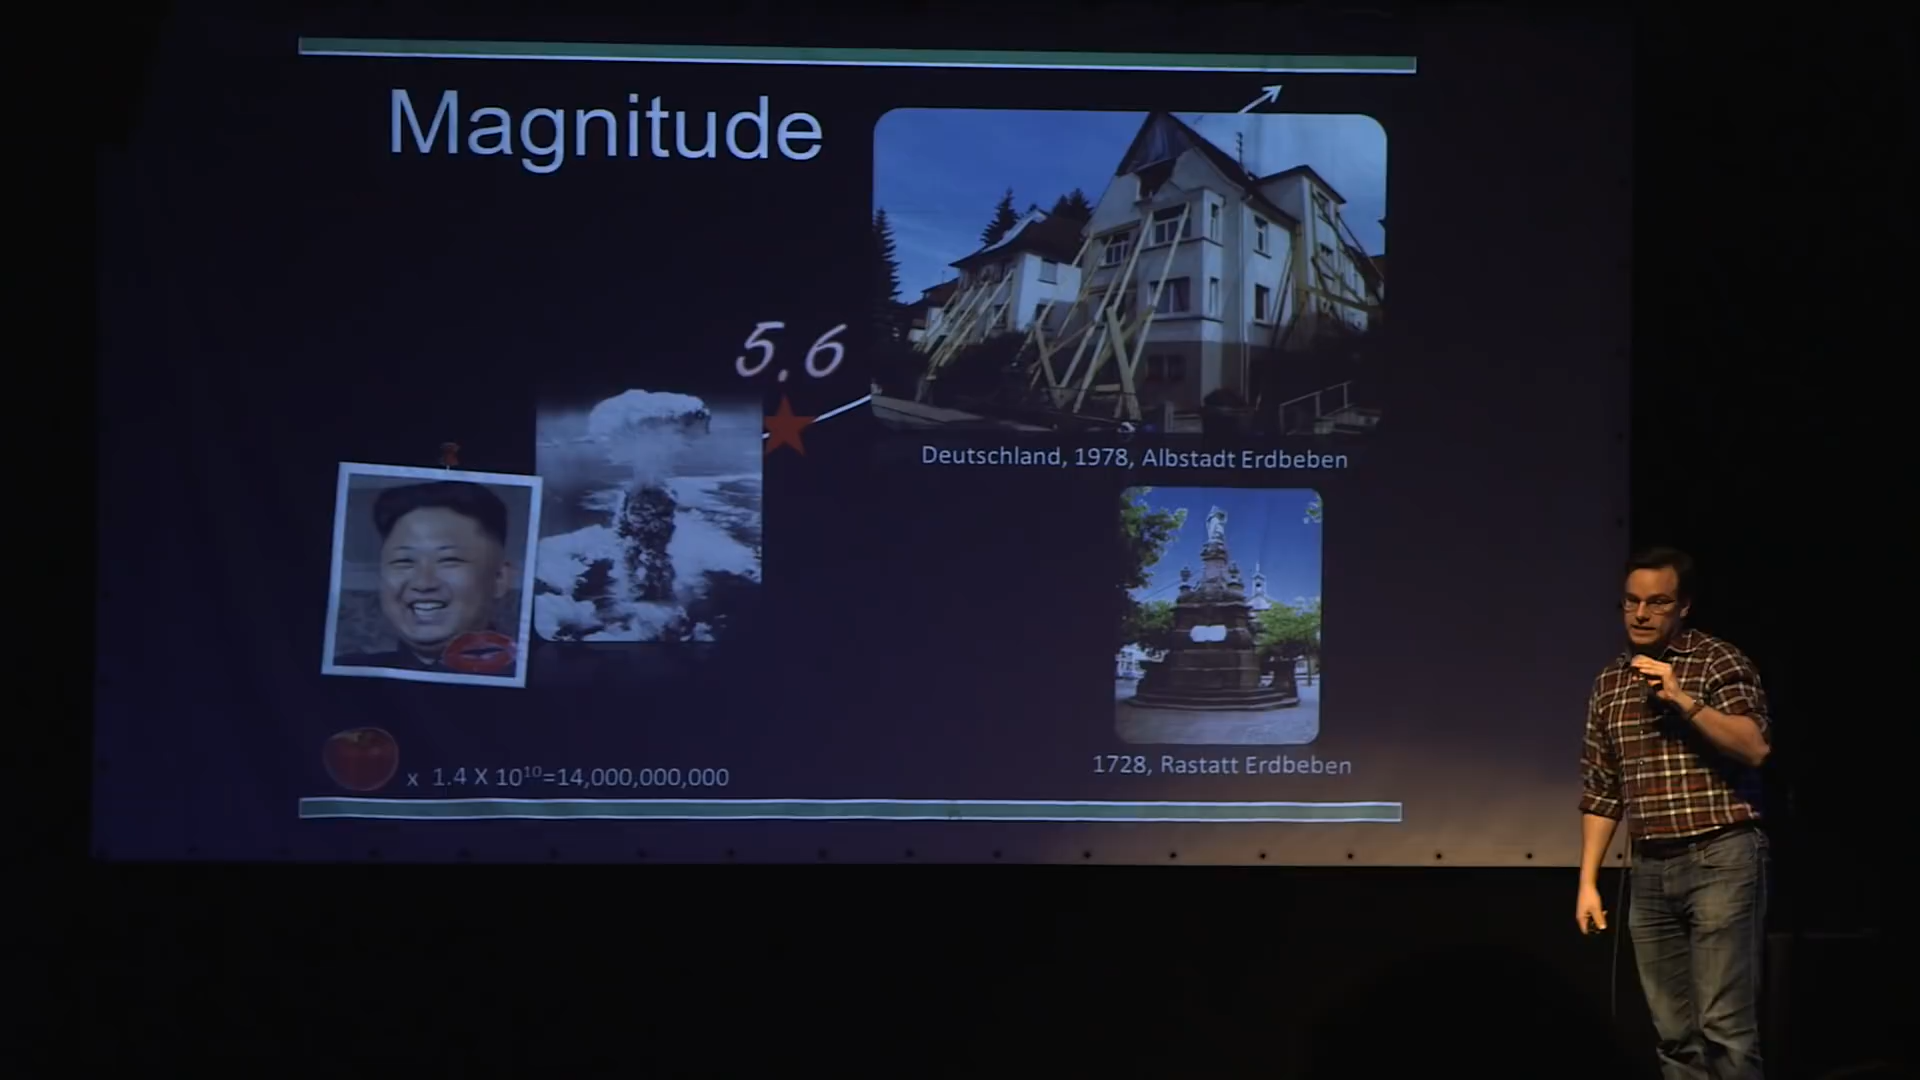 Magnitude
5.6
Deutschland, 1978, Albstadt Erdbeben
1728, Rastatt Erdbeben
x 1.4 X 10¹⁰=14,000,000,000